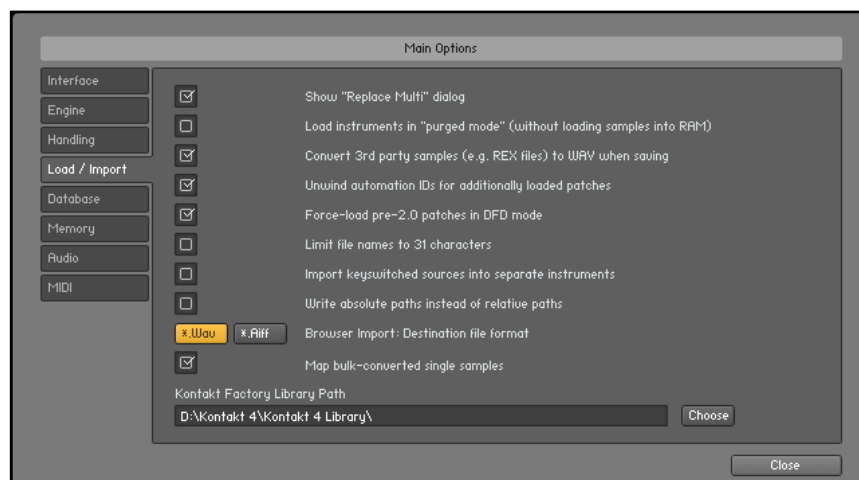 Main Options
Interface
Engine
Handling
Load / Import
Database
Memory
Audio
MIDI
Show "Replace Multi" dialog
Load instruments in "purged mode" (without loading samples into RAM)
Convert 3rd party samples (e.g. REX files) to WAV when saving
Unwind automation IDs for additionally loaded patches
Force-load pre-2.0 patches in DFD mode
Limit file names to 31 characters
Import keyswitched sources into separate instruments
Write absolute paths instead of relative paths
*.Wav *.Aiff Browser Import: Destination file format
Map bulk-converted single samples
Kontakt Factory Library Path
D:\Kontakt 4\Kontakt 4 Library\ Choose
Close